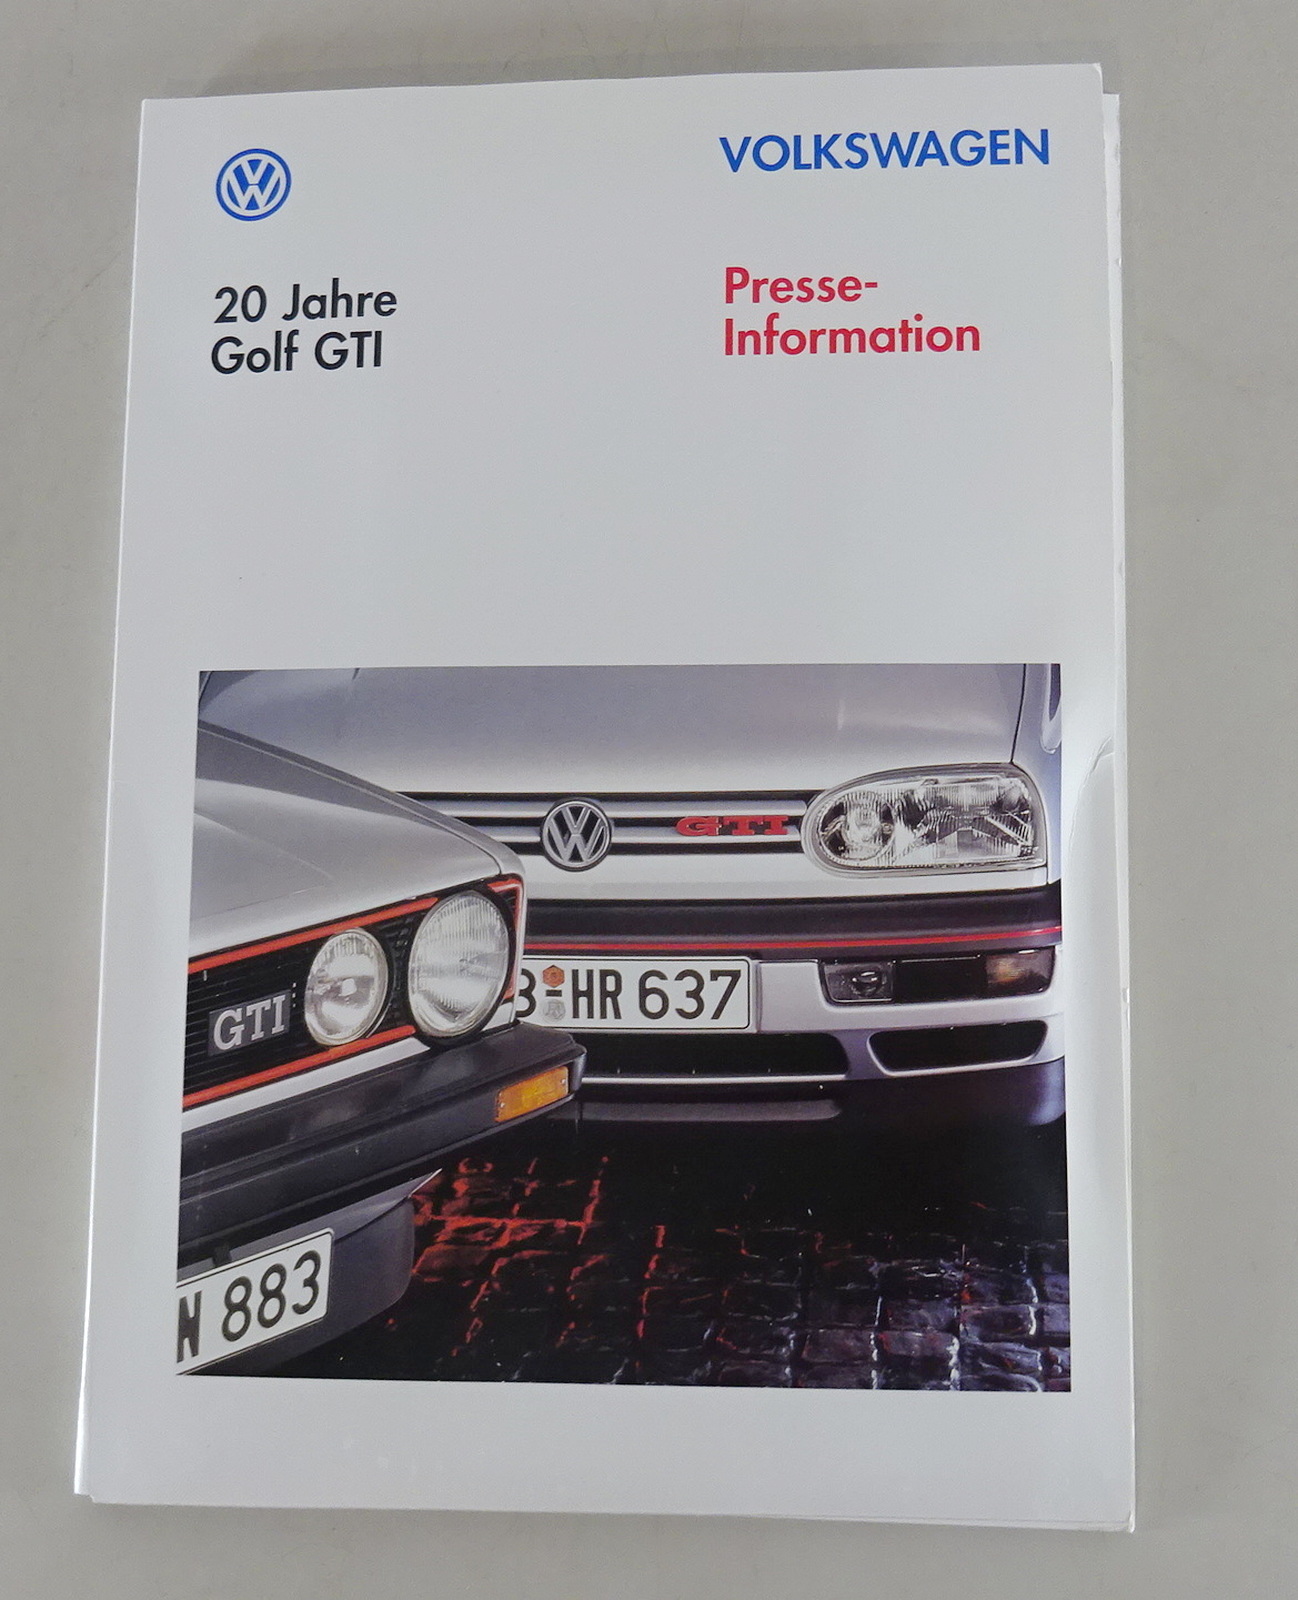 VOLKSWAGEN
20 Jahre
Golf GTI
Presse-
Information
GTI
GTI
B HR 637
N 883